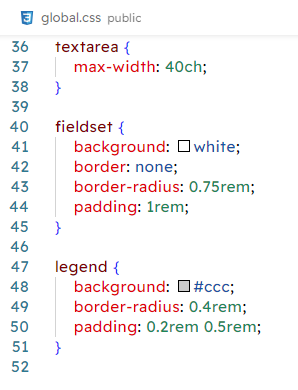 global.css public
36 textarea {
37 max-width: 40ch;
38 }
39
40 fieldset {
41 background: white;
42 border: none;
43 border-radius: 0.75rem;
44 padding: 1rem;
45 }
46
47 legend {
48 background: #ccc;
49 border-radius: 0.4rem;
50 padding: 0.2rem 0.5rem;
51 }
52